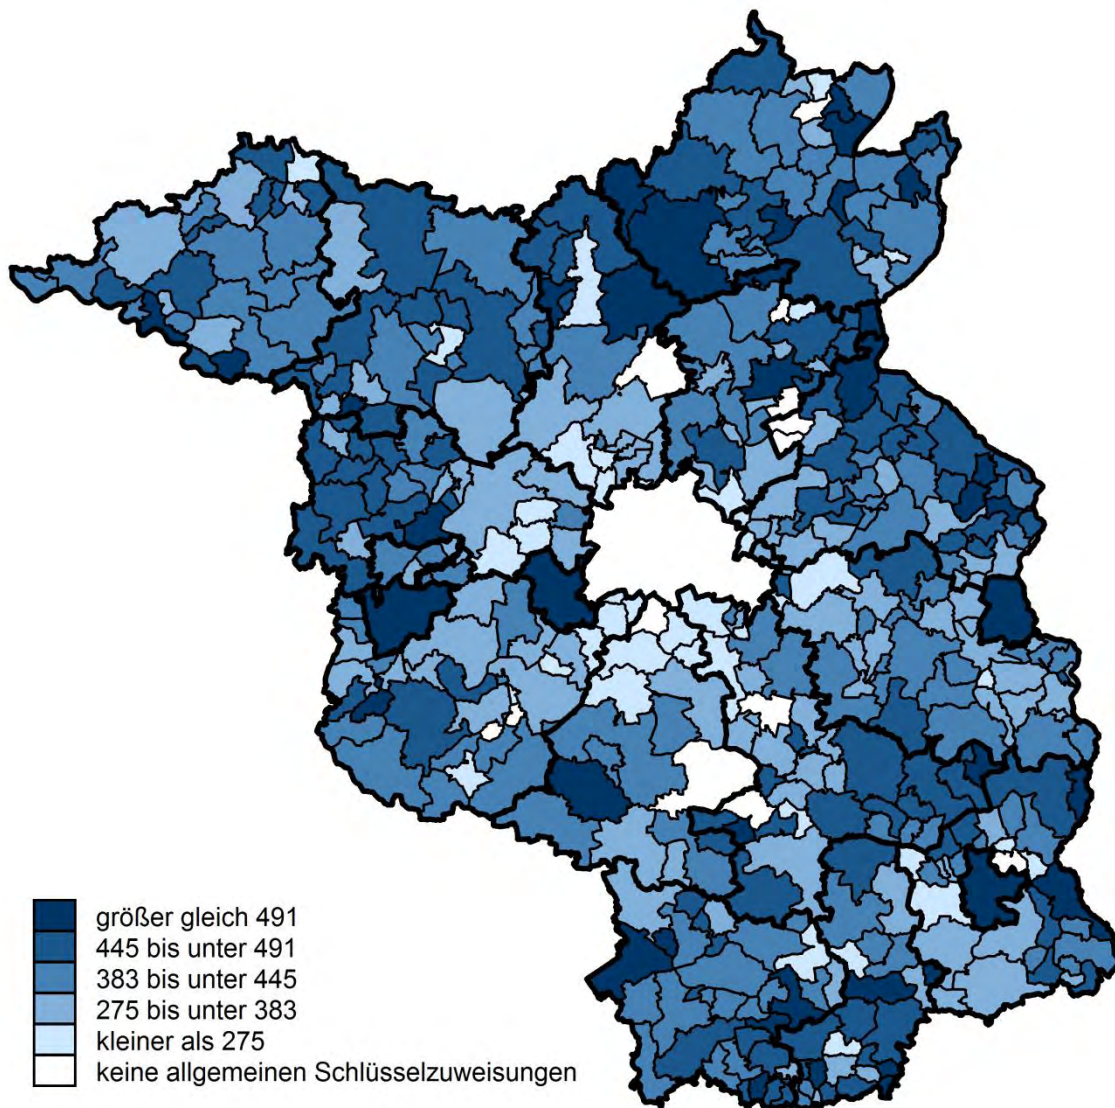 größer gleich 491
445 bis unter 491
383 bis unter 445
275 bis unter 383
kleiner als 275
keine allgemeinen Schlüsselzuweisungen